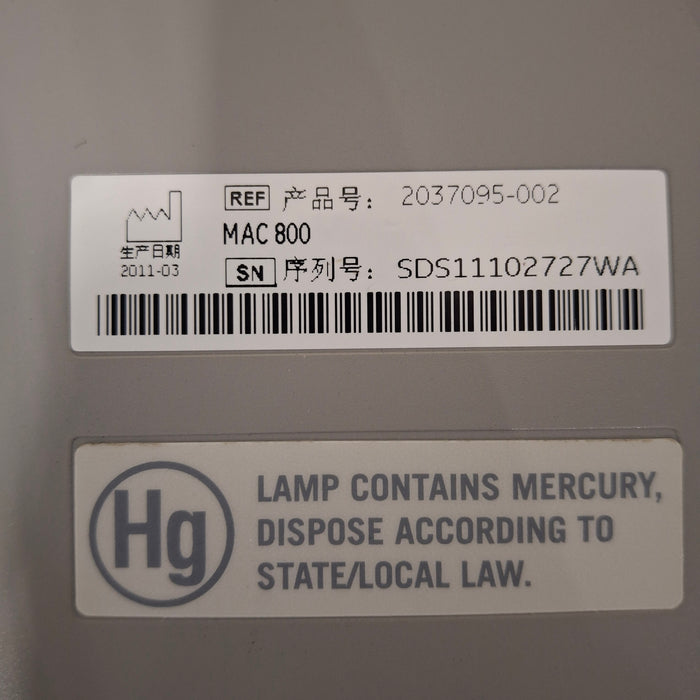 REF 产品号： 2037095-002
MAC 800
生产日期
2011-03
SN 序列号： SDS11102727WA
Hg
LAMP CONTAINS MERCURY,
DISPOSE ACCORDING TO
STATE/LOCAL LAW.